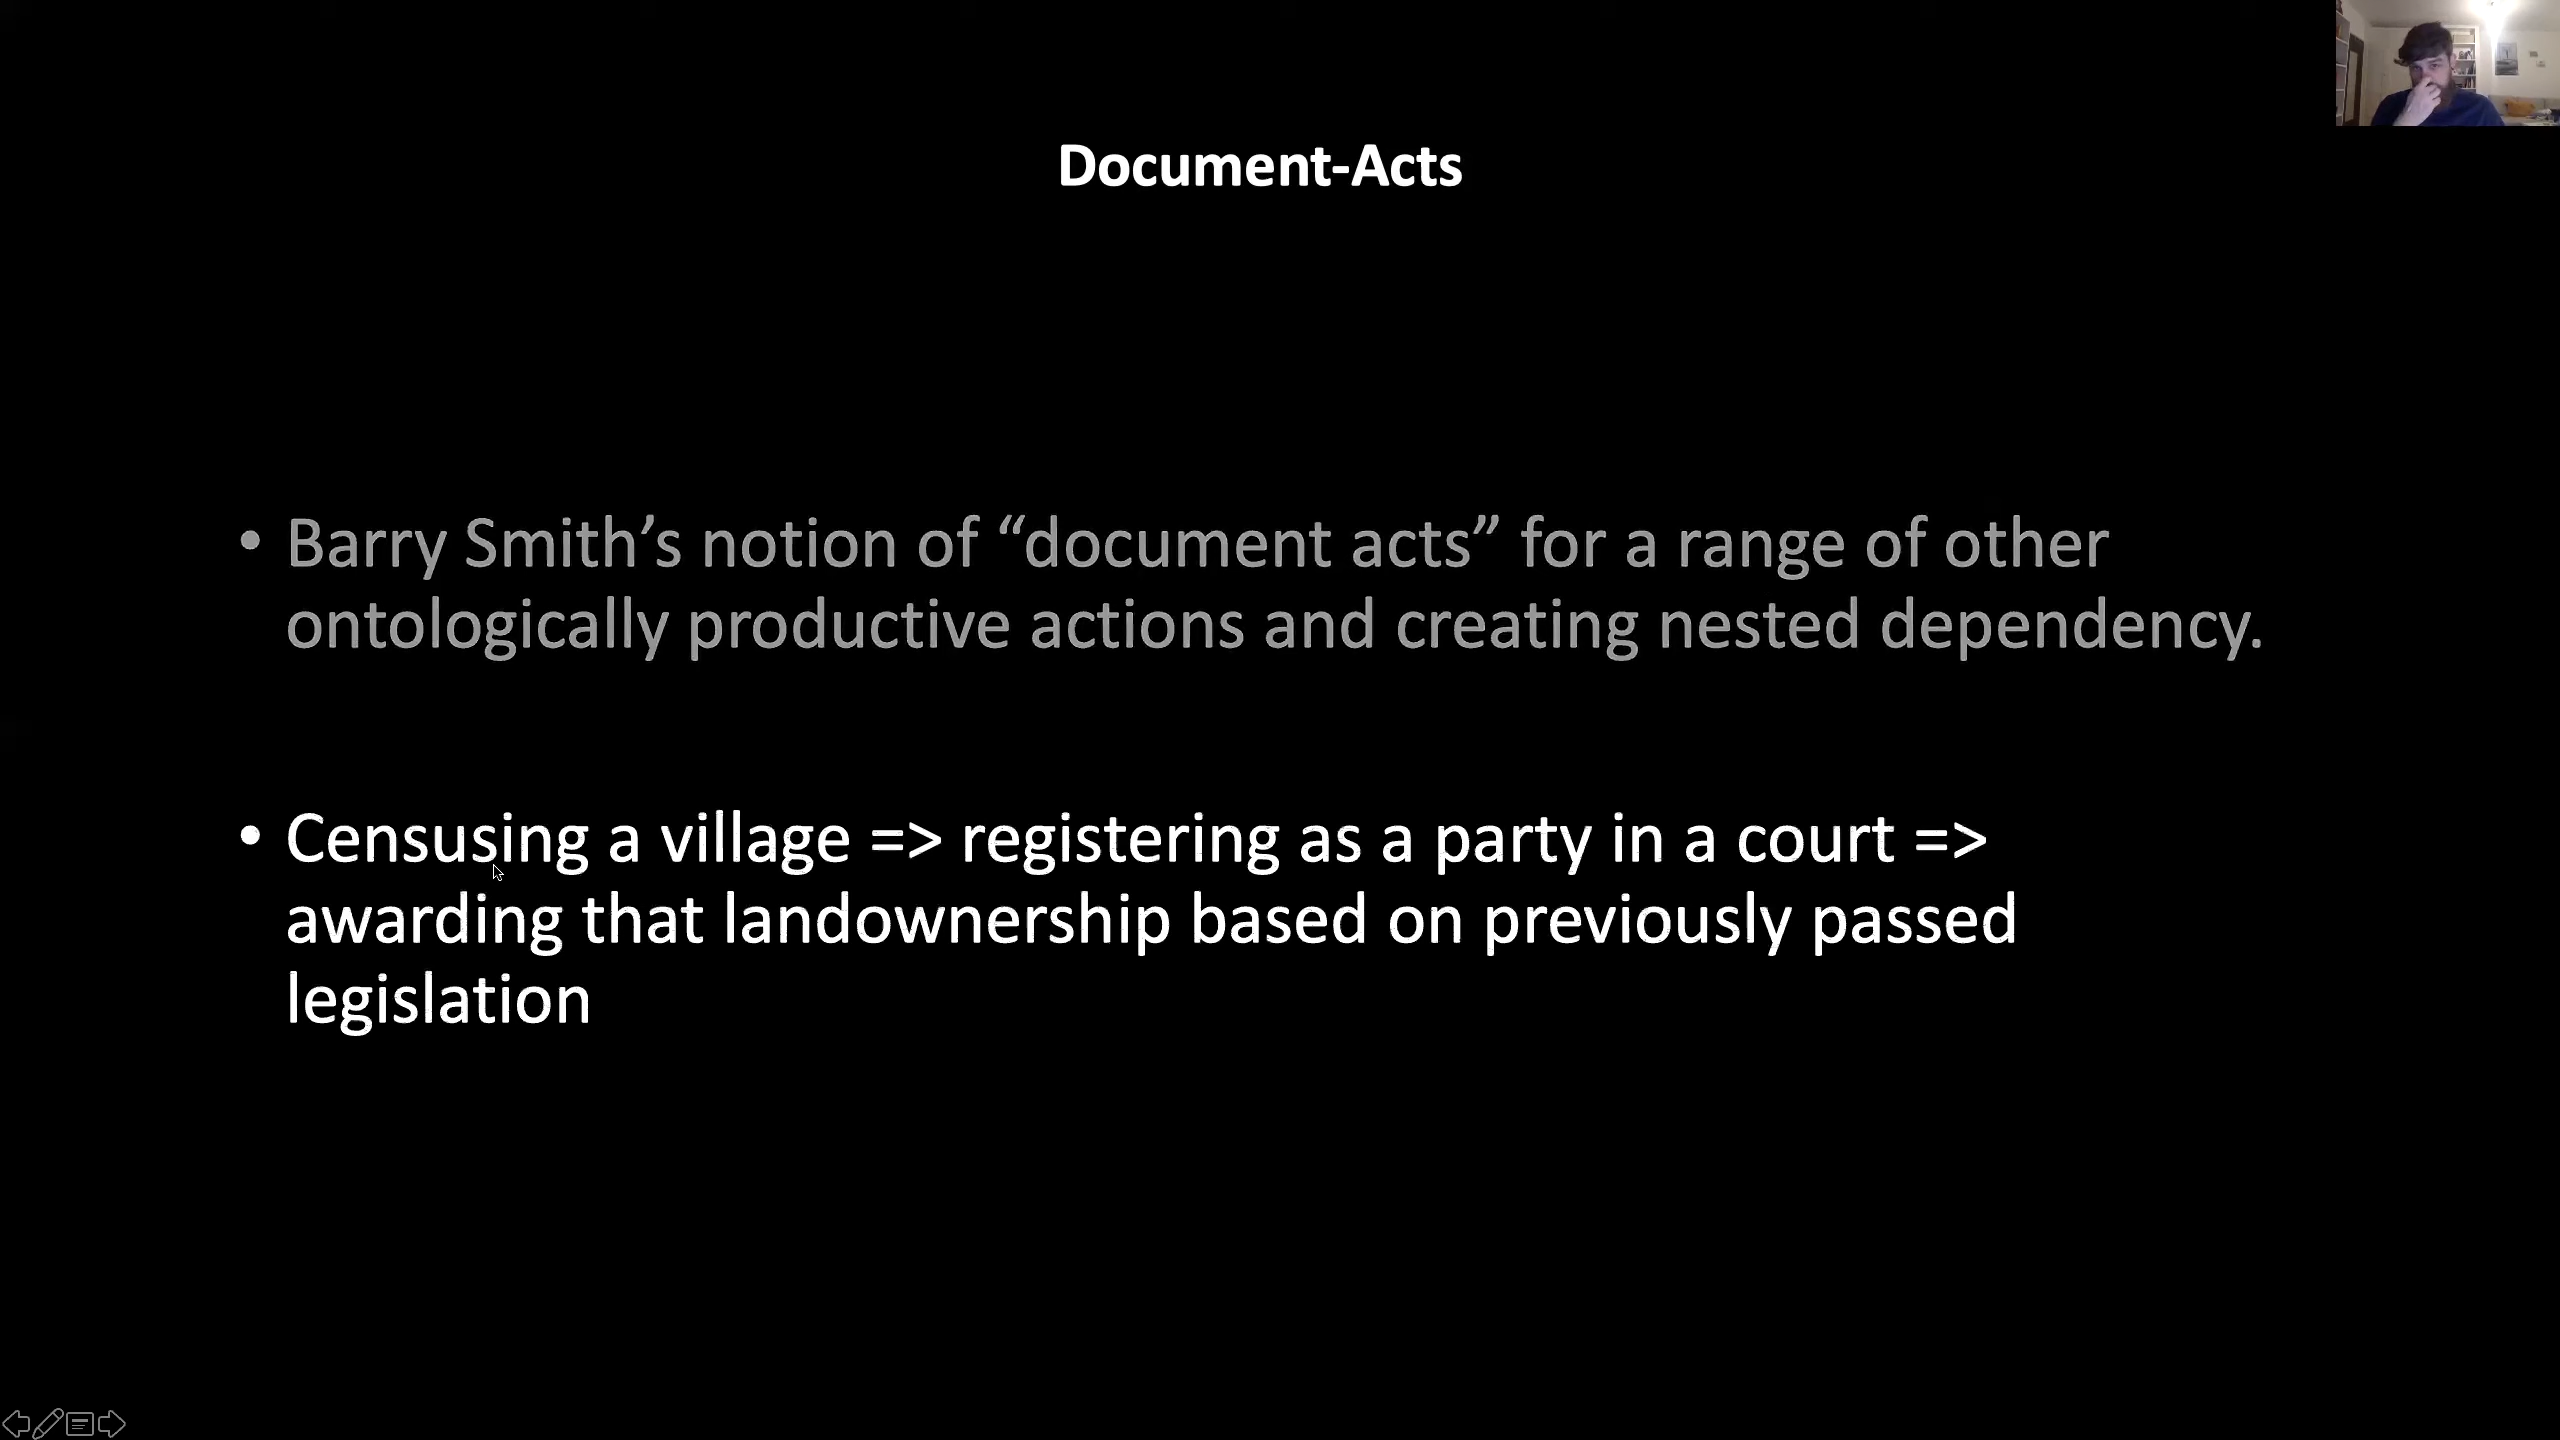 Document-Acts
• Barry Smith’s notion of “document acts” for a range of other
ontologically productive actions and creating nested dependency.
• Censusing a village => registering as a party in a court =>
awarding that landownership based on previously passed
legislation